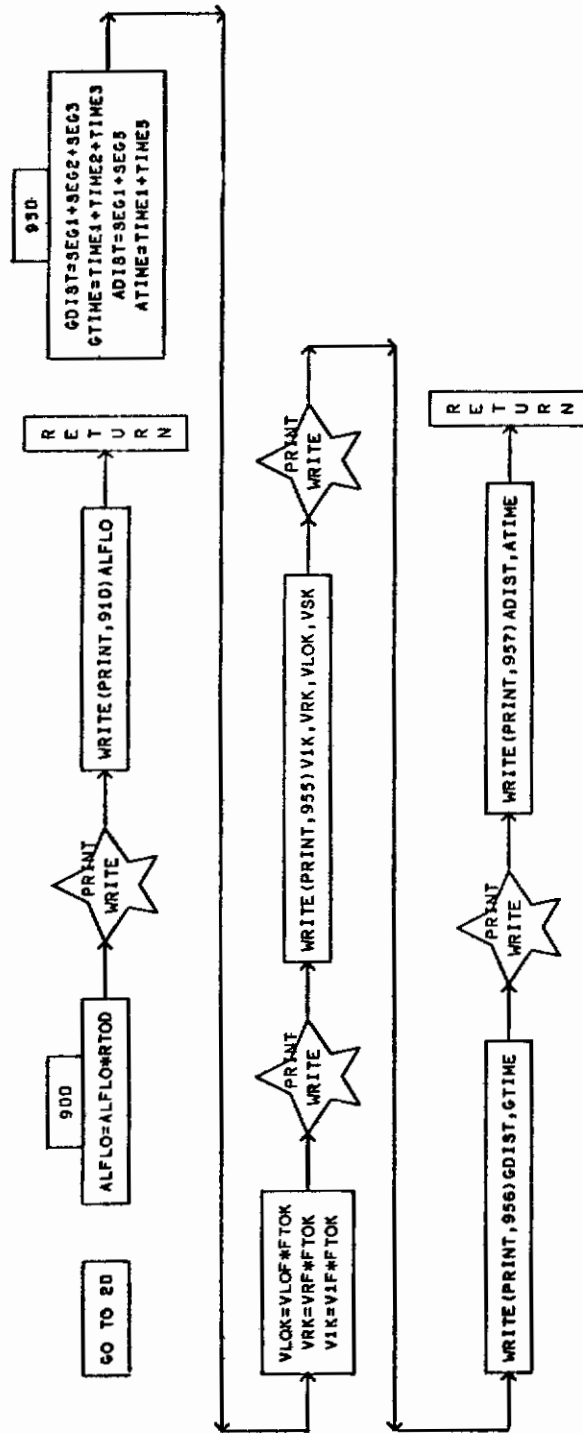 GO TO 20
900
ALFLO=ALFLO*RTOD
PRINT
WRITE
WRITE(PRINT,910)ALFLO
RETURN
950
GDIST=SEG1+SEG2+SEG3
GTIME=TIME1+TIME2+TIME3
ADIST=SEG1+SEG5
ATIME=TIME1+TIME5
VLOK=VLOF*FTOK
VRK=VRF*FTOK
V1K=V1F*FTOK
PRINT
WRITE
WRITE(PRINT,955)V1K,VRK,VLOK,VSK
PRINT
WRITE
WRITE(PRINT,956)GDIST,GTIME
PRINT
WRITE
WRITE(PRINT,957)ADIST,ATIME
RETURN